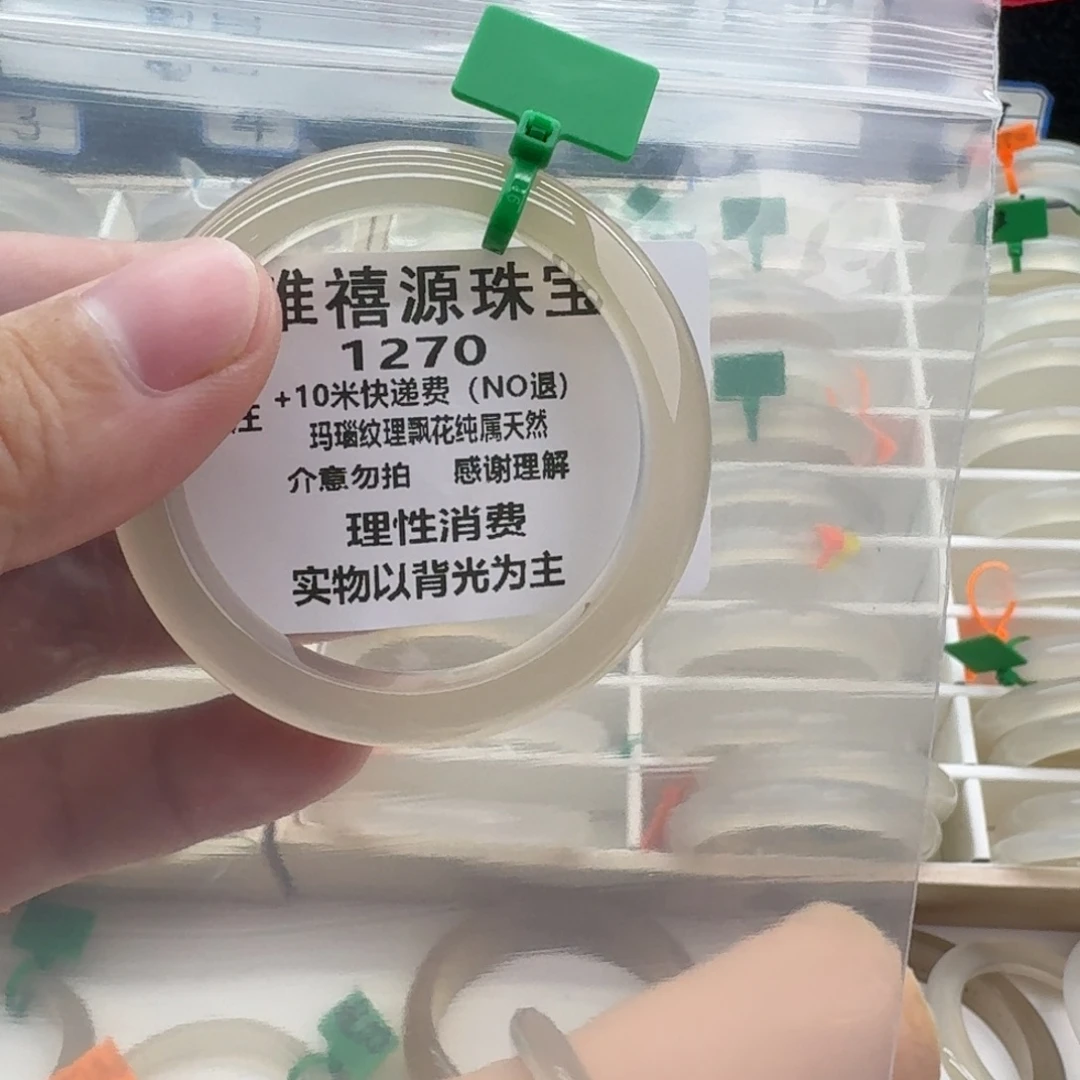 禧源珠宝
1270
+10米快递费（NO退）
注
玛瑙纹理飘花纯属天然
介意勿拍 感谢理解
理性消费
实物以背光为主